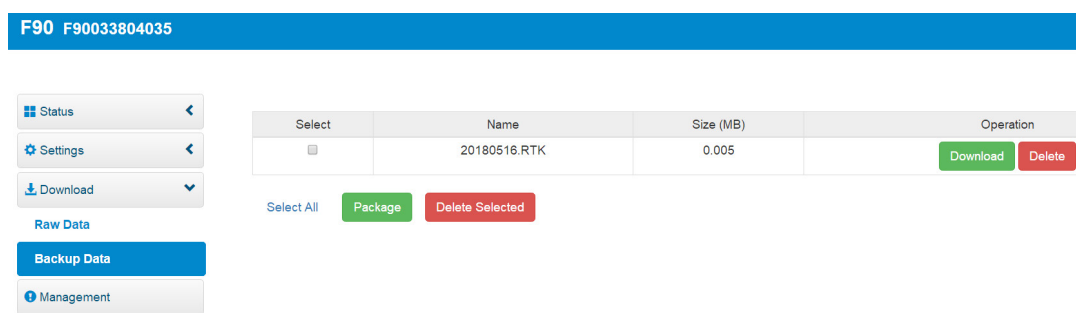 F90 F90033804035
Status
Settings
Download
Raw Data
Backup Data
Management
Select Name Size (MB) Operation
20180516.RTK 0.005 Download Delete
Select All Package Delete Selected